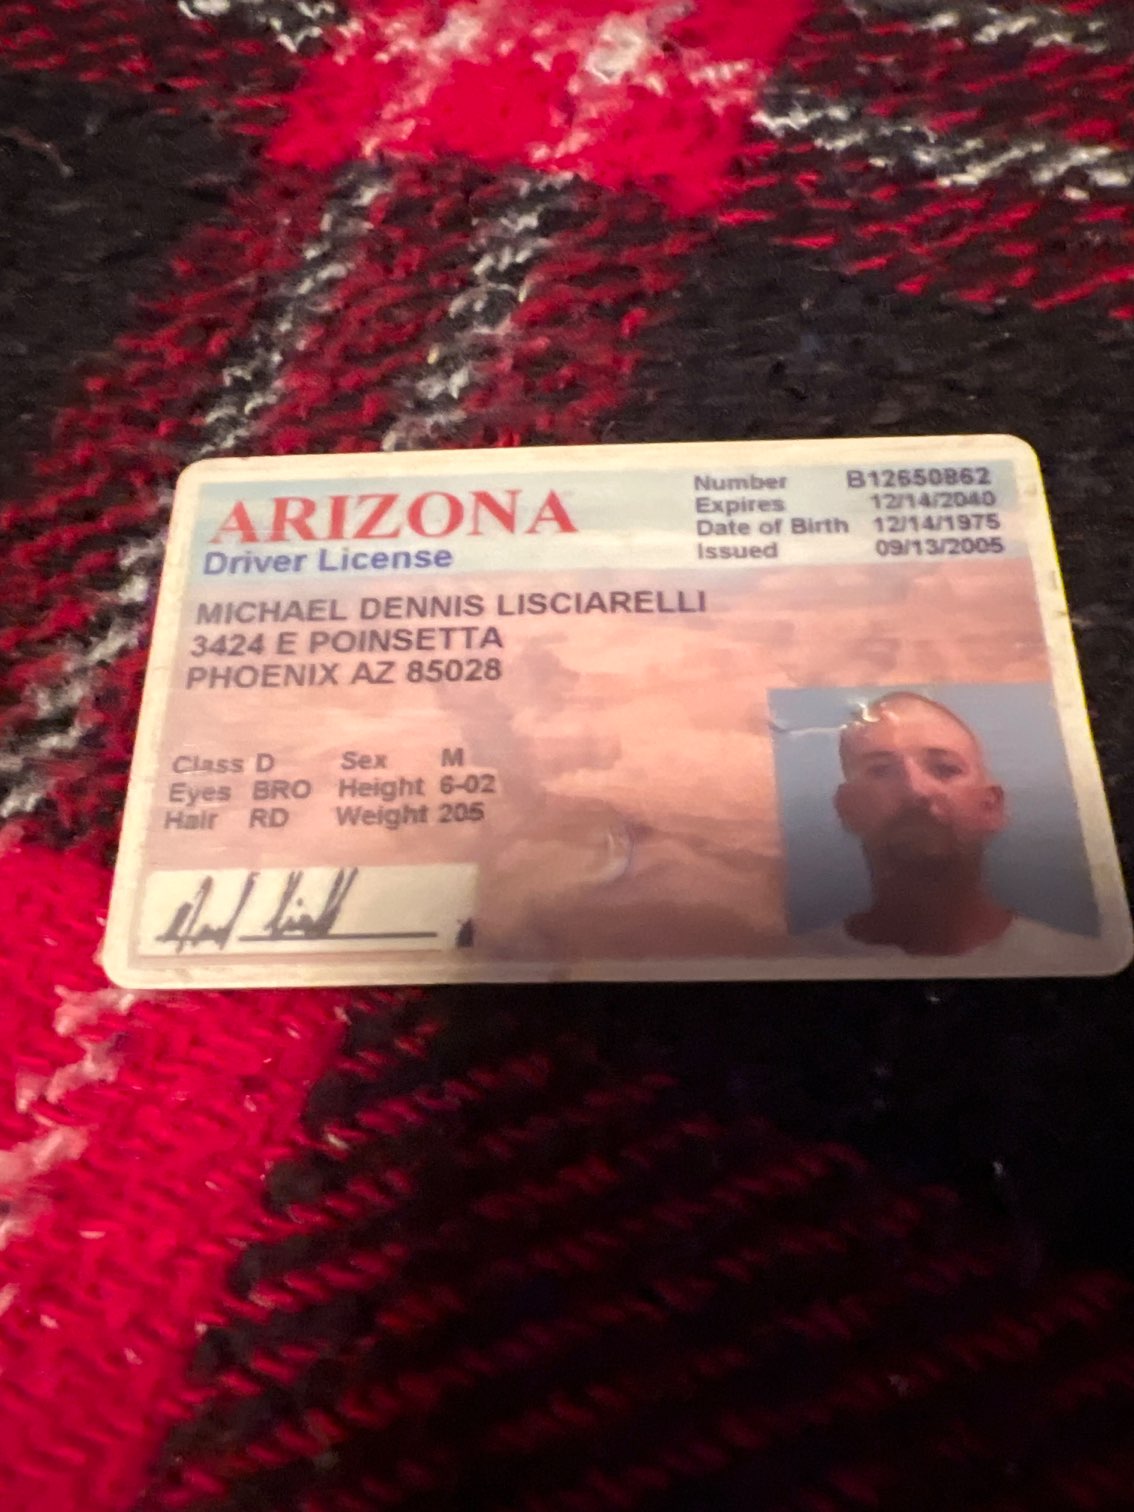 ARIZONA
Driver License
Number B12650862
Expires 12/14/2040
Date of Birth 12/14/1975
Issued 09/13/2005
MICHAEL DENNIS LISCIARELLI
3424 E POINSETTA
PHOENIX AZ 85028
Class D Sex M
Eyes BRO Height 6-02
Hair RD Weight 205